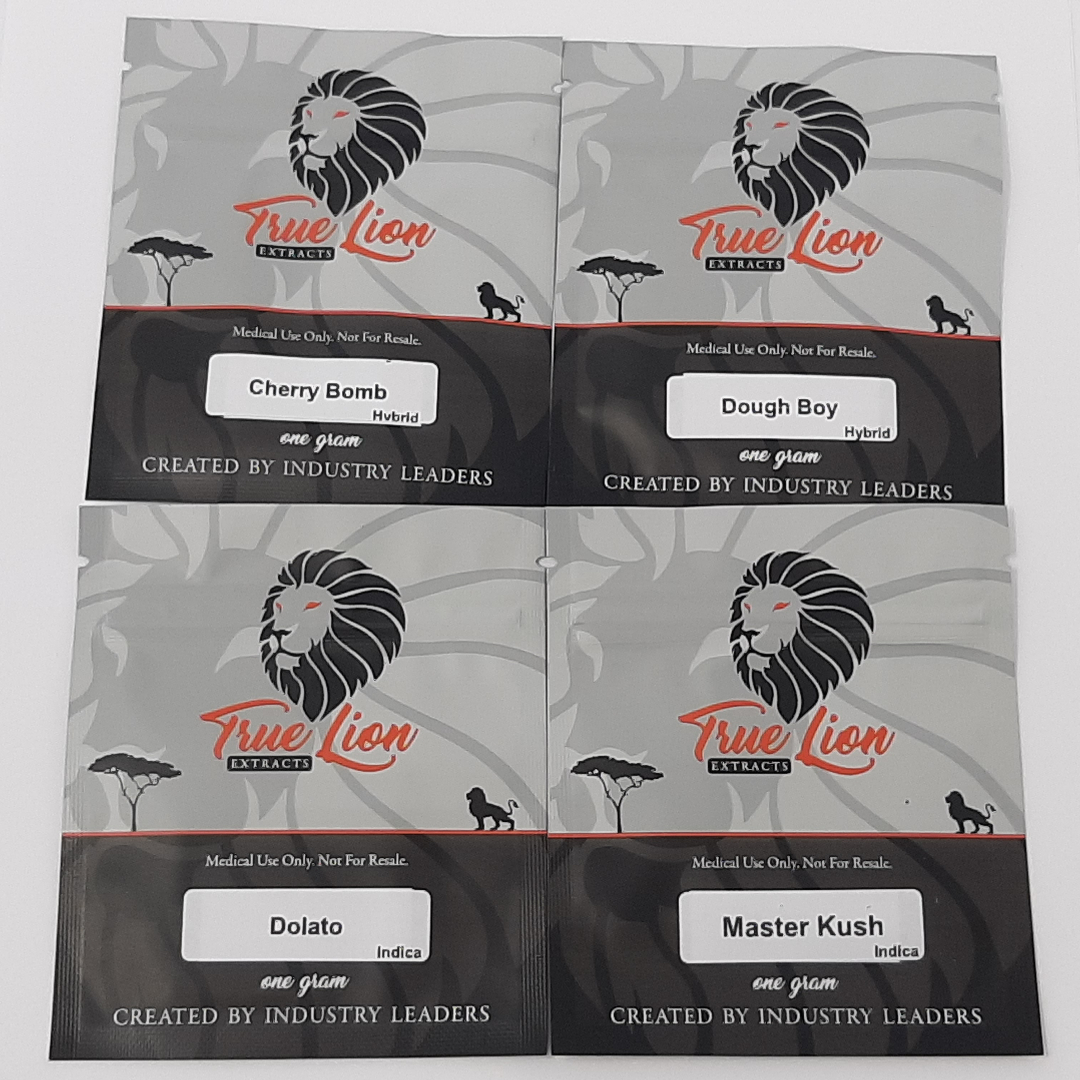 True Lion
EXTRACTS
Medical Use Only. Not For Resale.
Cherry Bomb
Hybrid
one gram
CREATED BY INDUSTRY LEADERS
True Lion
EXTRACTS
Medical Use Only. Not For Resale.
Dough Boy
Hybrid
one gram
CREATED BY INDUSTRY LEADERS
True Lion
EXTRACTS
Medical Use Only. Not For Resale.
Dolato
Indica
one gram
CREATED BY INDUSTRY LEADERS
True Lion
EXTRACTS
Medical Use Only. Not For Resale.
Master Kush
Indica
one gram
CREATED BY INDUSTRY LEADERS